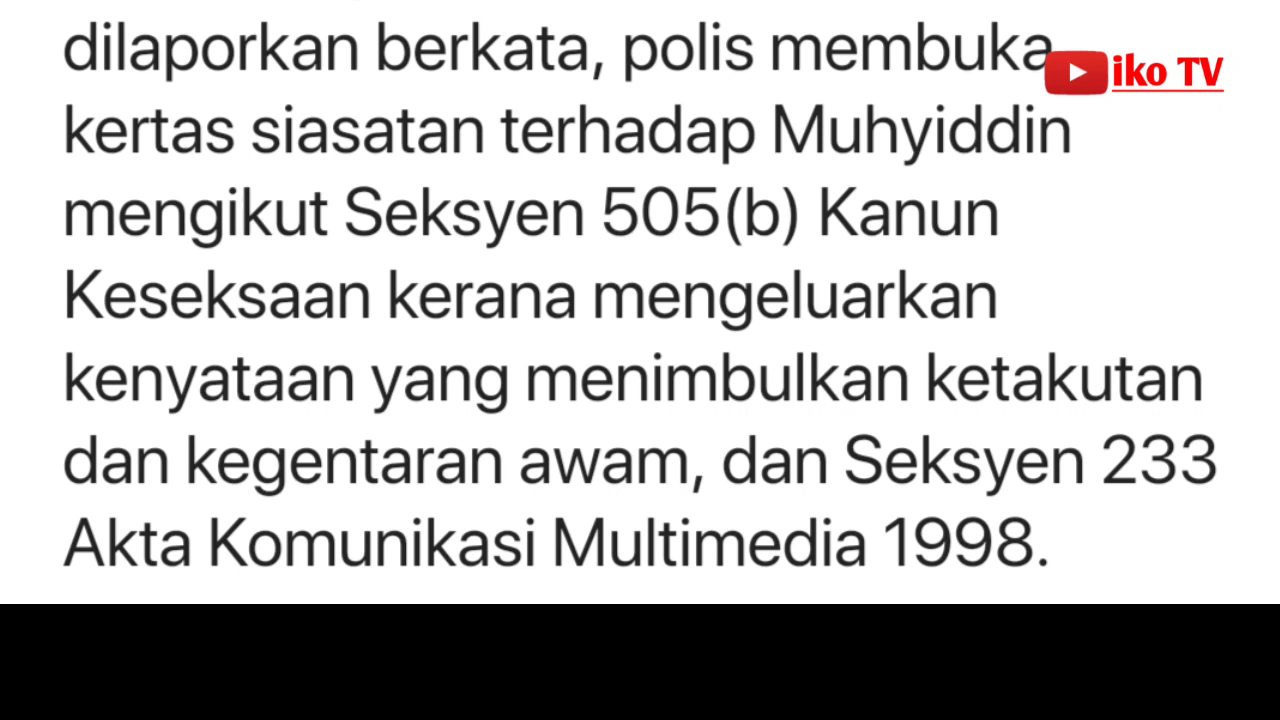 dilaporkan berkata, polis membuka
iko TV
kertas siasatan terhadap Muhyiddin
mengikut Seksyen 505(b) Kanun
Keseksaan kerana mengeluarkan
kenyataan yang menimbulkan ketakutan
dan kegentaran awam, dan Seksyen 233
Akta Komunikasi Multimedia 1998.